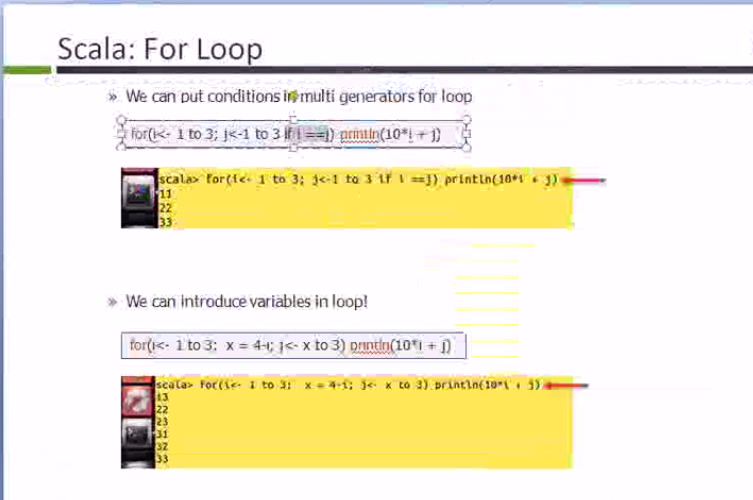 Scala: For Loop
» We can put conditions in multi generators for loop
for(i<- 1 to 3; j<-1 to 3 if i ==j) println(10*i + j)
scala> for(i<- 1 to 3; j<-1 to 3 if i ==j) println(10*i + j)
11
22
33
» We can introduce variables in loop!
for(i<- 1 to 3;  x = 4-i; j<- x to 3) println(10*i + j)
scala> for(i<- 1 to 3;  x = 4-i; j<- x to 3) println(10*i + j)
13
22
23
31
32
33